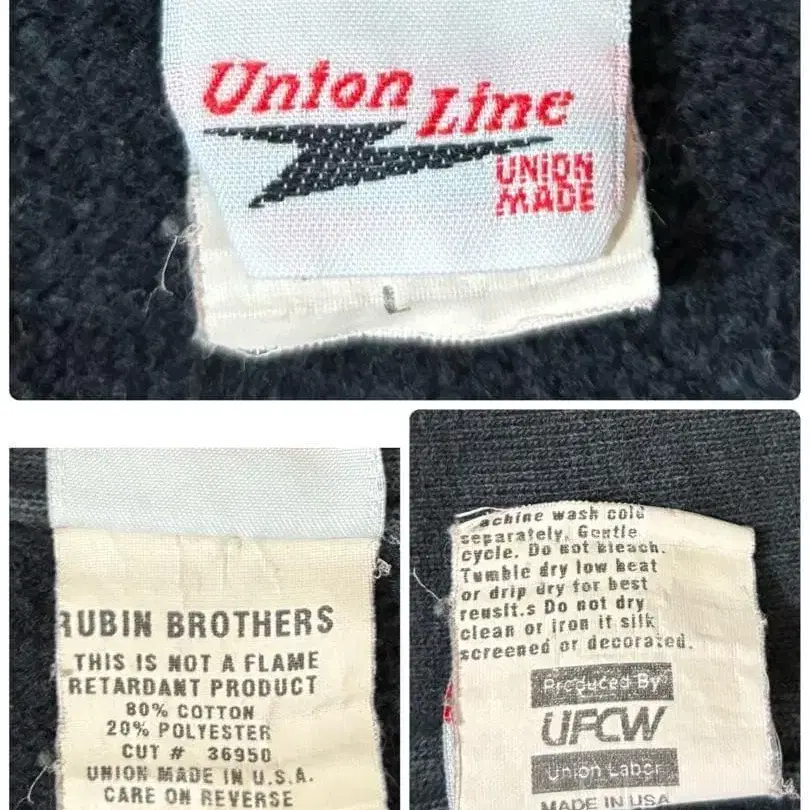 Union Line
UNION
MADE
L
RUBIN BROTHERS
THIS IS NOT A FLAME
RETARDANT PRODUCT
80% COTTON
20% POLYESTER
CUT # 36950
UNION MADE IN U.S.A.
CARE ON REVERSE
achine wash cold
separately. Gentle
cycle. Do not bleach.
Tumble dry low heat
or drip dry for best
reuslt.s Do not dry
clean or iron if silk
screened or decorated.
Produced By
UFCW
Union Labor
MADE IN USA